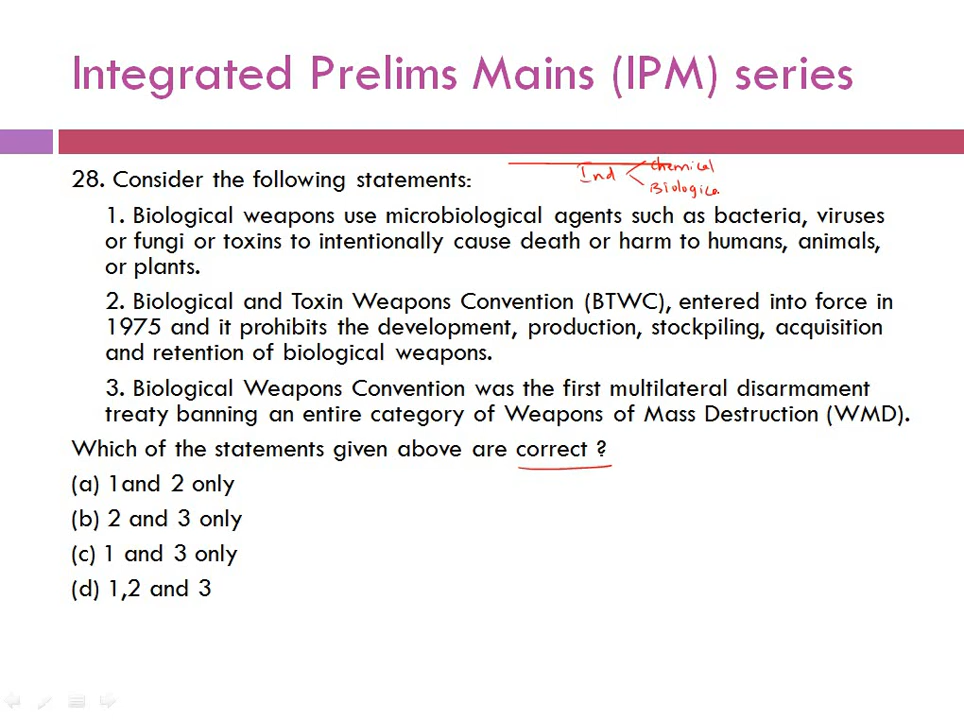 Integrated Prelims Mains (IPM) series
Ind
Chemical
28. Consider the following statements:
Biological
1. Biological weapons use microbiological agents such as bacteria, viruses
or fungi or toxins to intentionally cause death or harm to humans, animals,
or plants.
2. Biological and Toxin Weapons Convention (BTWC), entered into force in
1975 and it prohibits the development, production, stockpiling, acquisition
and retention of biological weapons.
3. Biological Weapons Convention was the first multilateral disarmament
treaty banning an entire category of Weapons of Mass Destruction (WMD).
Which of the statements given above are correct ?
(a) 1and 2 only
(b) 2 and 3 only
(c) 1 and 3 only
(d) 1,2 and 3